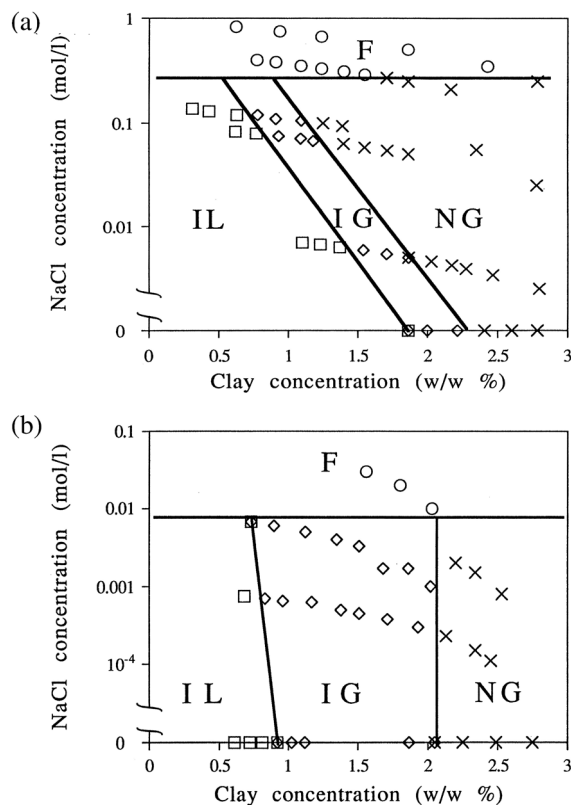 (a)
NaCl concentration (mol/l)
1
0.1
0.01
0
F
IL
IG
NG
0
0.5
1
1.5
2
2.5
3
Clay concentration (w/w %)
(b)
NaCl concentration (mol/l)
0.1
0.01
0.001
10-4
0
F
IL
IG
NG
0
0.5
1
1.5
2
2.5
3
Clay concentration (w/w %)